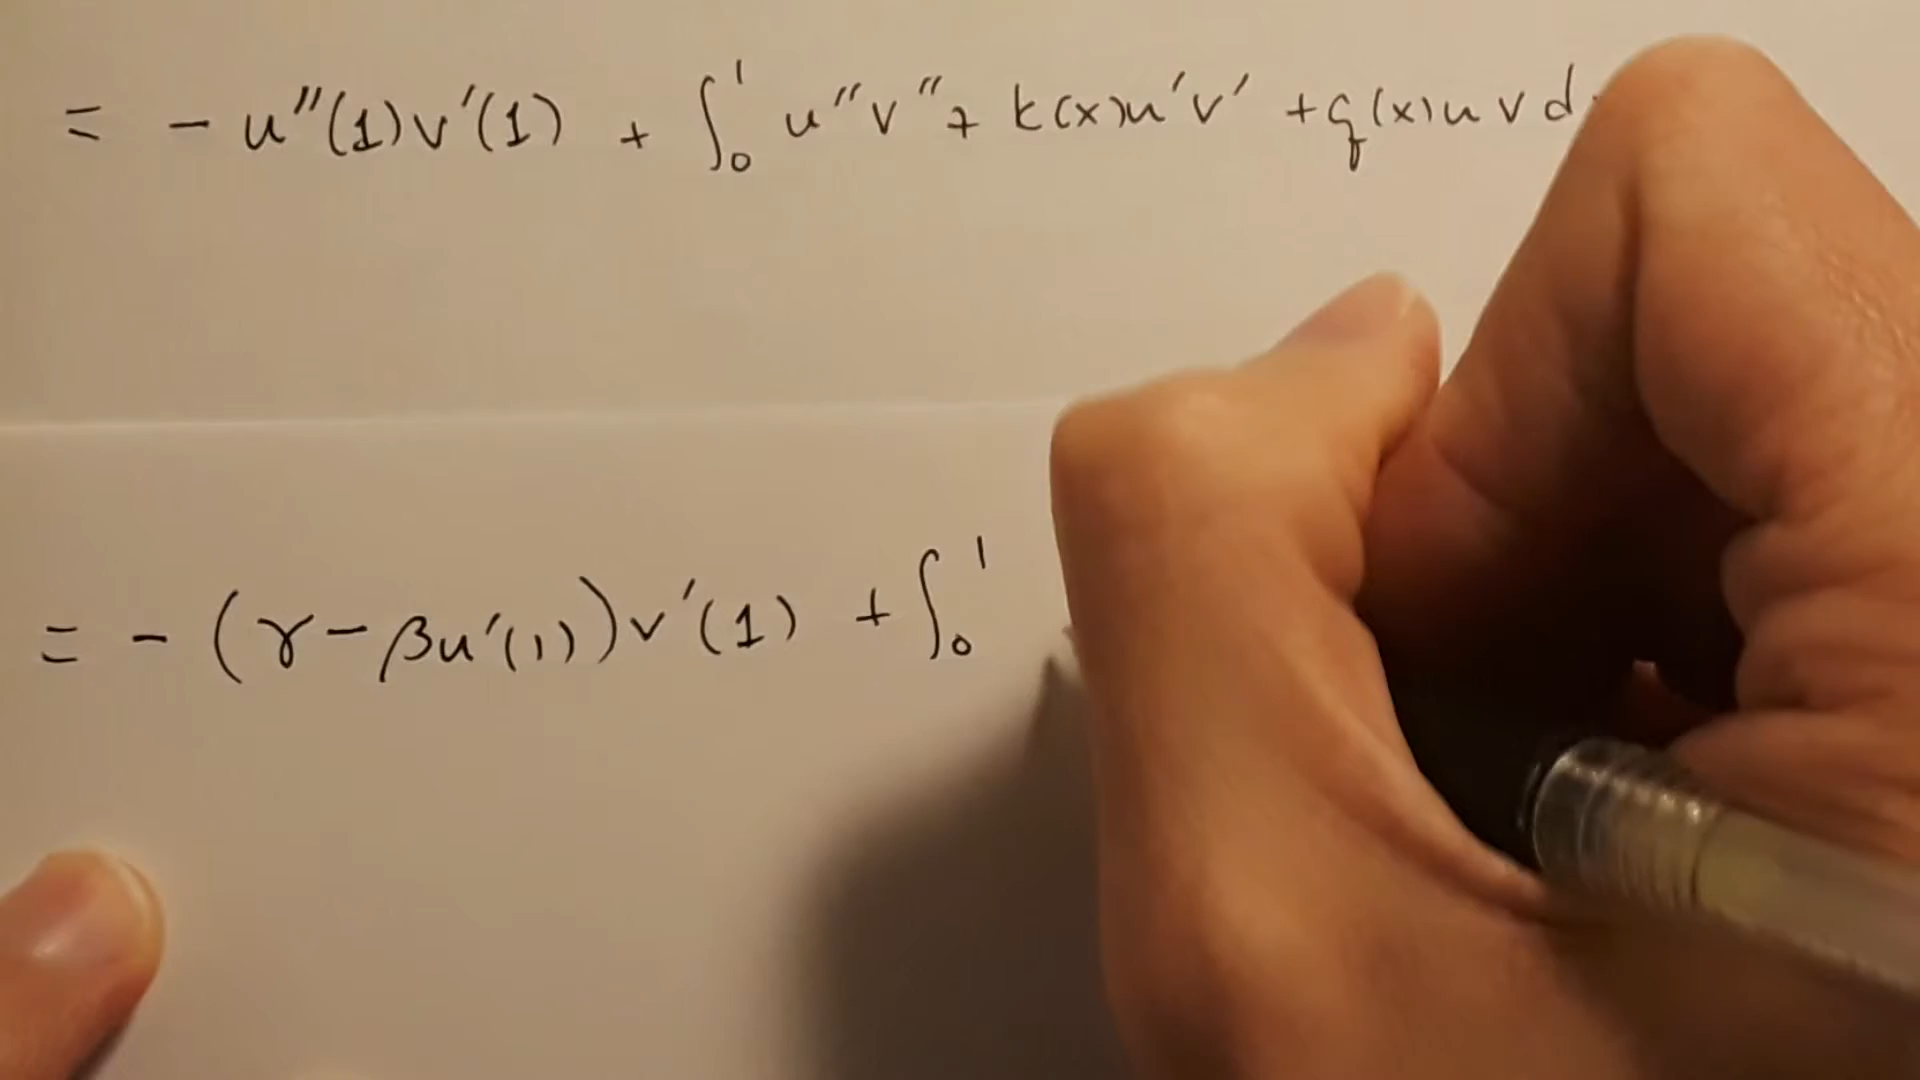 = - u''(1)v'(1) + ∫₀¹ u''v'' + k(x)u'v' + q(x)uv d
= - (γ - βu'(1))v'(1) + ∫₀¹